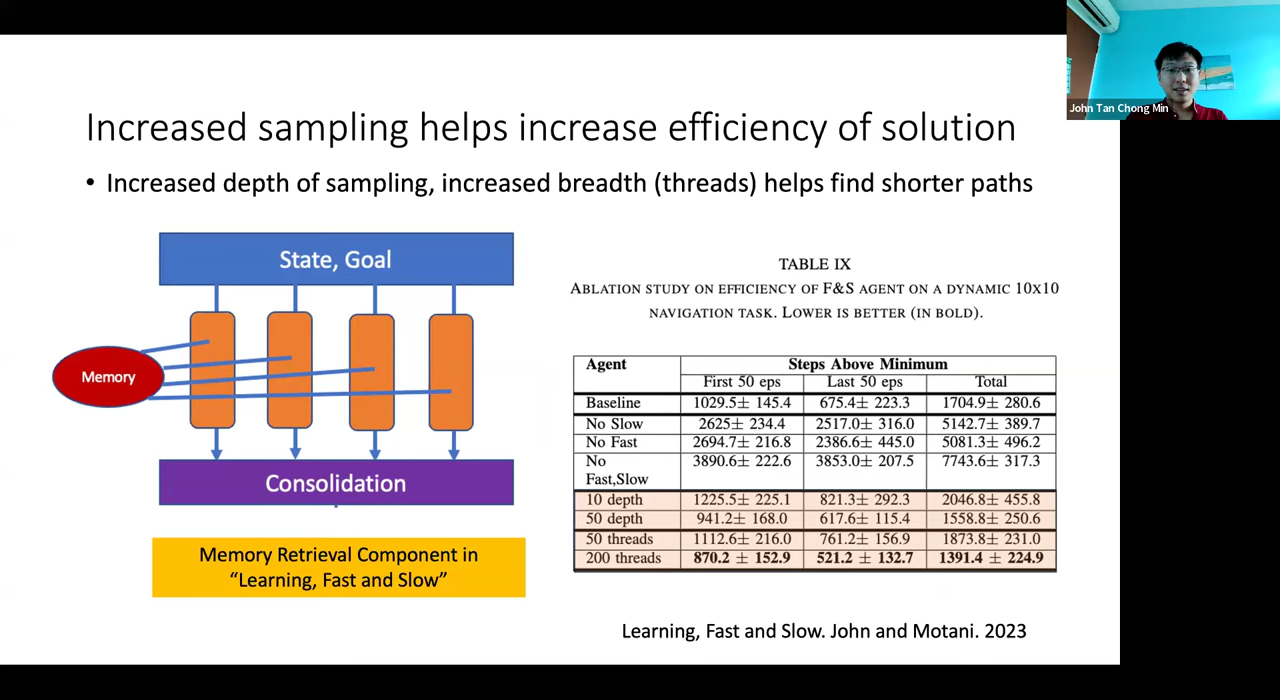 John Tan Chong Min
Increased sampling helps increase efficiency of solution
• Increased depth of sampling, increased breadth (threads) helps find shorter paths
State, Goal
Memory
Consolidation
Memory Retrieval Component in
“Learning, Fast and Slow”
TABLE IX
ABLATION STUDY ON EFFICIENCY OF F&S AGENT ON A DYNAMIC 10X10
NAVIGATION TASK. LOWER IS BETTER (IN BOLD).
Agent Steps Above Minimum
First 50 eps Last 50 eps Total
Baseline 1029.5± 145.4 675.4± 223.3 1704.9± 280.6
No Slow 2625± 234.4 2517.0± 316.0 5142.7± 389.7
No Fast 2694.7± 216.8 2386.6± 445.0 5081.3± 496.2
No 3890.6± 222.6 3853.0± 207.5 7743.6± 317.3
Fast,Slow
10 depth 1225.5± 225.1 821.3± 292.3 2046.8± 455.8
50 depth 941.2± 168.0 617.6± 115.4 1558.8± 250.6
50 threads 1112.6± 216.0 761.2± 156.9 1873.8± 231.0
200 threads 870.2 ± 152.9 521.2 ± 132.7 1391.4 ± 224.9
Learning, Fast and Slow. John and Motani. 2023